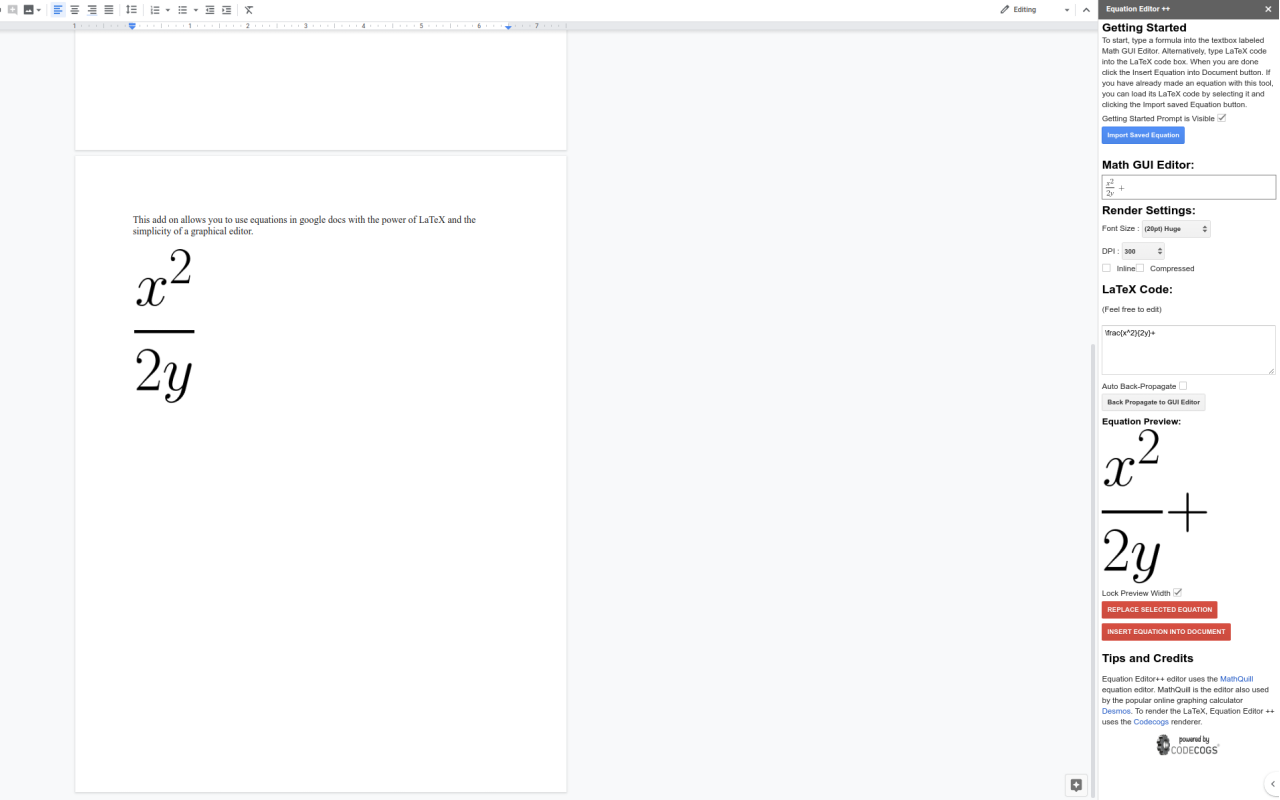 Editing
Equation Editor ++
1 1 2 3 4 5 6 7
Getting Started
To start, type a formula into the textbox labeled
Math GUI Editor. Alternatively, type LaTeX code
into the LaTeX code box. When you are done
click the Insert Equation into Document button. If
you have already made an equation with this tool,
you can load its LaTeX code by selecting it and
clicking the Import saved Equation button.
Getting Started Prompt is Visible
Import Saved Equation
Math GUI Editor:
x2
2y +
Render Settings:
Font Size : (20pt) Huge
DPI : 300
Inline Compressed
LaTeX Code:
(Feel free to edit)
\frac{x^2}{2y}+
Auto Back-Propagate
Back Propagate to GUI Editor
Equation Preview:
x2
+
2y
Lock Preview Width
REPLACE SELECTED EQUATION
INSERT EQUATION INTO DOCUMENT
Tips and Credits
Equation Editor++ editor uses the MathQuill
equation editor. MathQuill is the editor also used
by the popular online graphing calculator
Desmos. To render the LaTeX, Equation Editor ++
uses the Codecogs renderer.
powered by
CODECOGS
This add on allows you to use equations in google docs with the power of LaTeX and the
simplicity of a graphical editor.
x2
2y